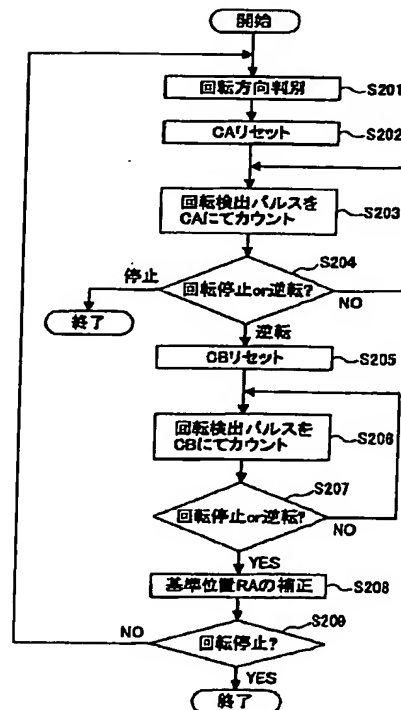 開始
回転方向判別
S201
CAリセット
S202
回転検出パルスを
CAにてカウント
S203
S204
停止
回転停止or逆転?
NO
終了
逆転
CBリセット
S205
回転検出パルスを
CBにてカウント
S206
S207
回転停止or逆転?
NO
YES
基準位置RAの補正
S208
S209
NO
回転停止?
YES
終了